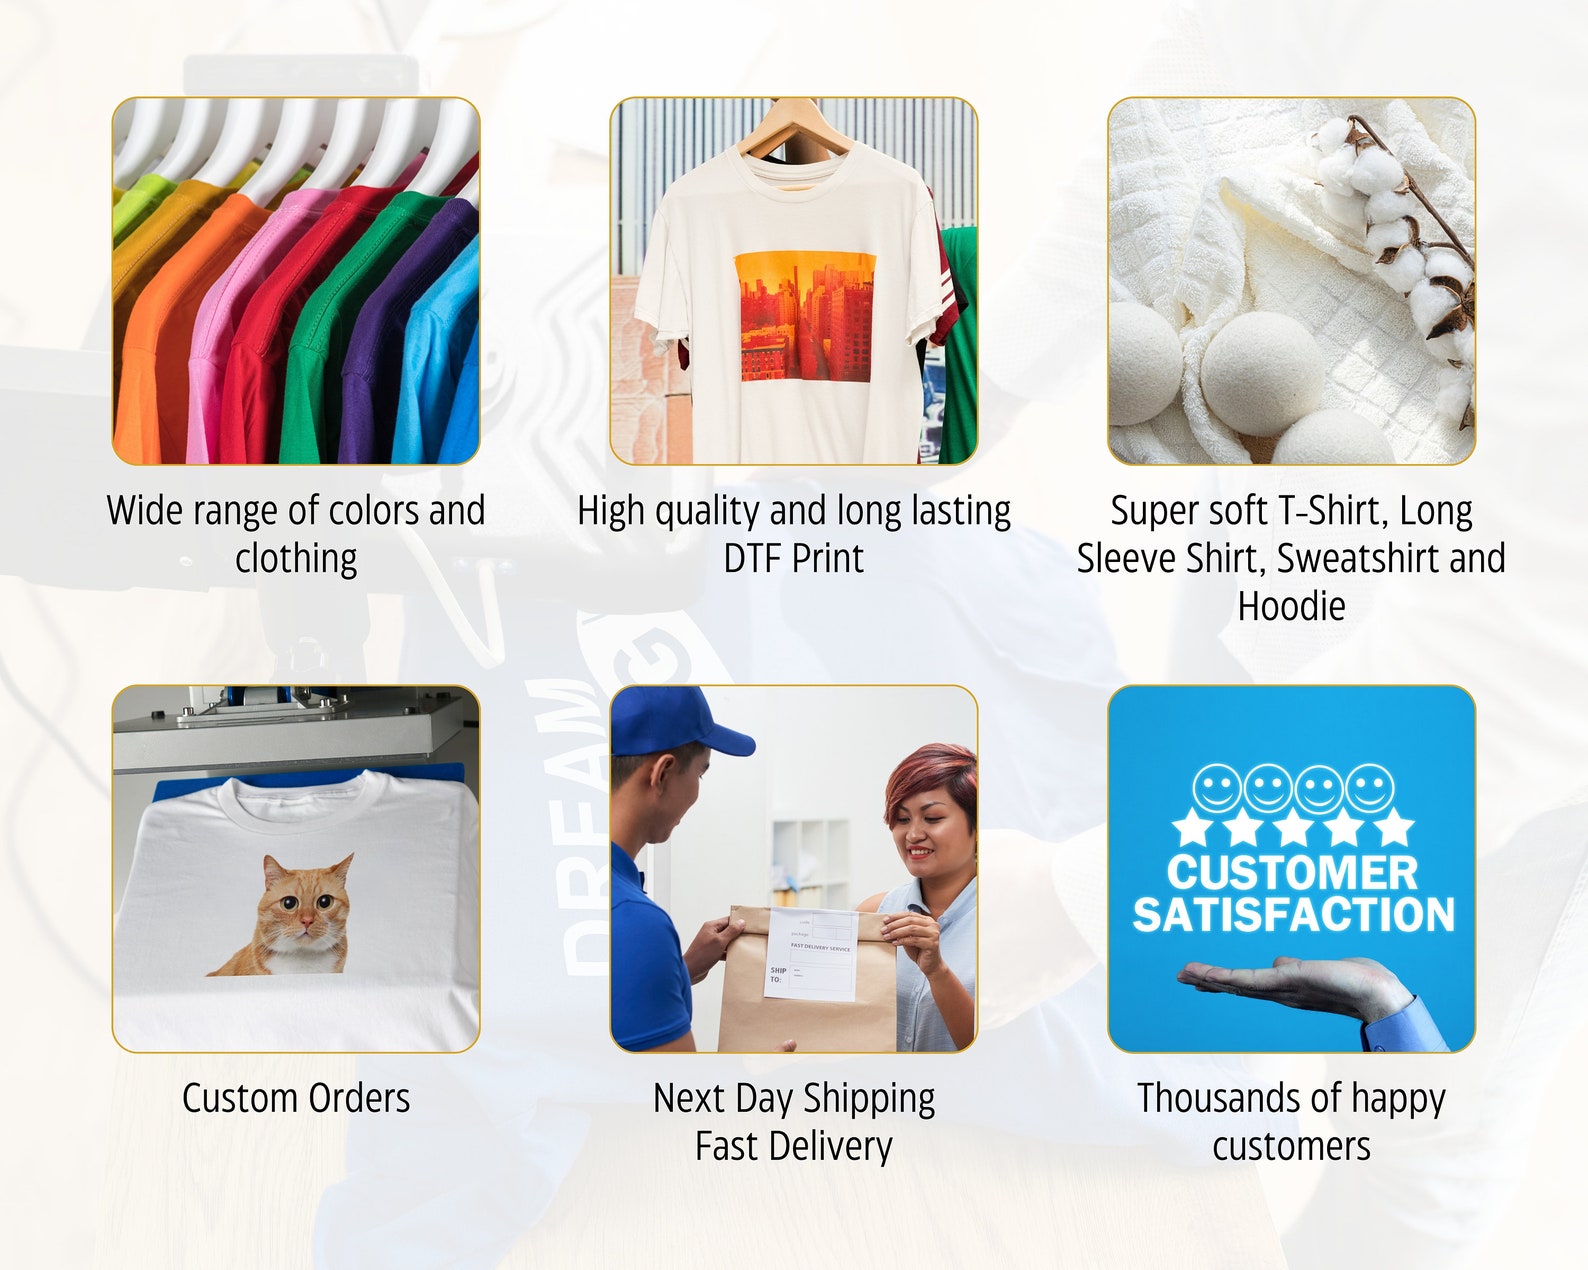 Wide range of colors and
clothing
High quality and long lasting
DTF Print
Super soft T-Shirt, Long
Sleeve Shirt, Sweatshirt and
Hoodie
DREAM
FAST DELIVERY SERVICE
SHIP
TO:
CUSTOMER
SATISFACTION
Custom Orders
Next Day Shipping
Fast Delivery
Thousands of happy
customers